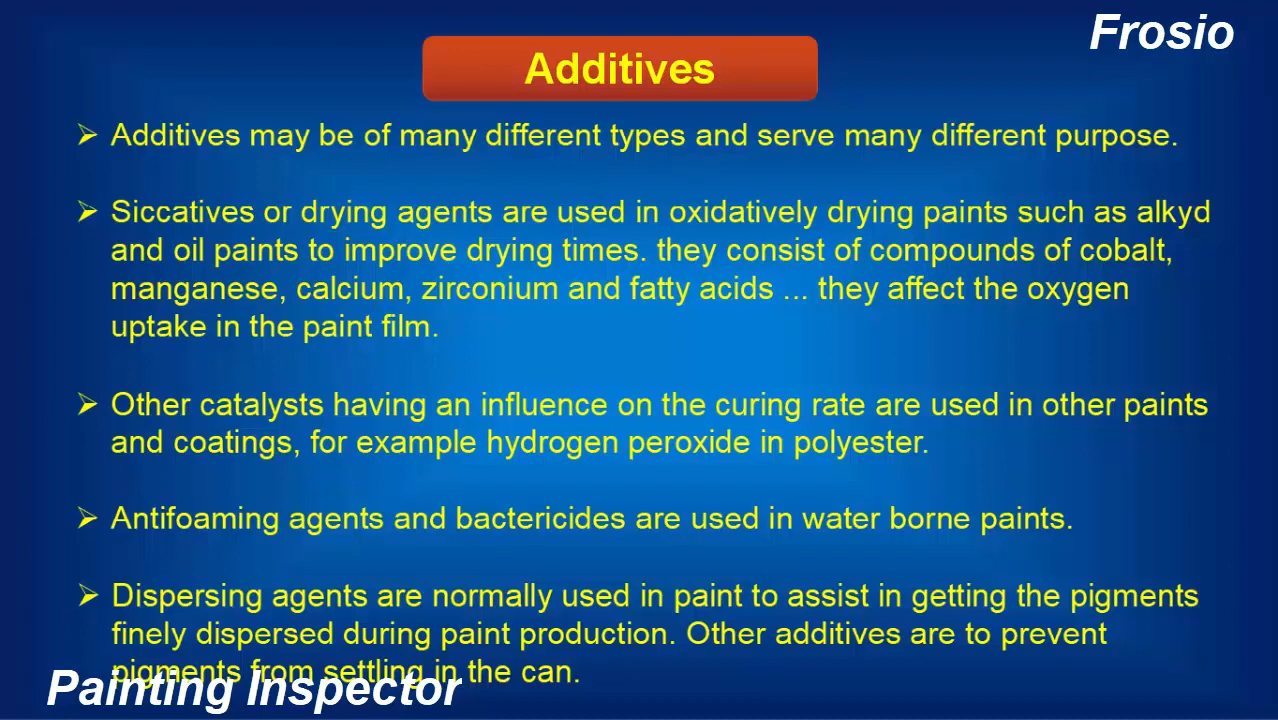 Frosio
Additives
➢ Additives may be of many different types and serve many different purpose.
➢ Siccatives or drying agents are used in oxidatively drying paints such as alkyd
and oil paints to improve drying times. they consist of compounds of cobalt,
manganese, calcium, zirconium and fatty acids ... they affect the oxygen
uptake in the paint film.
➢ Other catalysts having an influence on the curing rate are used in other paints
and coatings, for example hydrogen peroxide in polyester.
➢ Antifoaming agents and bactericides are used in water borne paints.
➢ Dispersing agents are normally used in paint to assist in getting the pigments
finely dispersed during paint production. Other additives are to prevent
pigments from settling in the can.
Painting Inspector